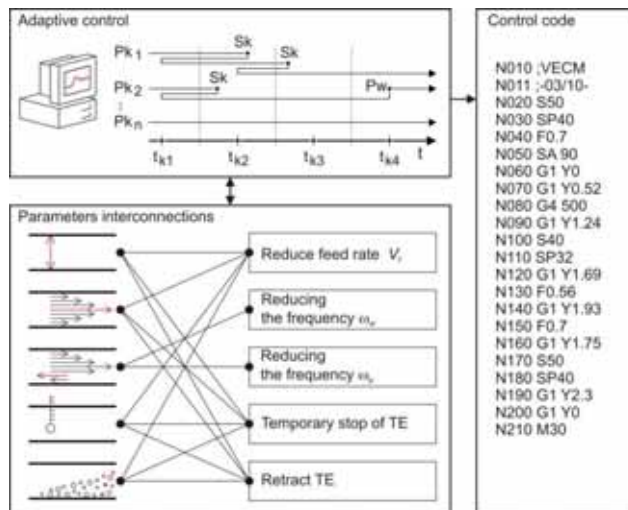 Adaptive control
Pk1
Sk
Sk
Pk2
Sk
Pw
⋮
Pkn
tk1
tk2
tk3
tk4
t
Parameters interconnections
Reduce feed rate
Reducing
the frequency
Reducing
the frequency
Temporary stop of TE
Retract TE
Control code
N010 ;VECM
N011 ;-03/10-
N020 S50
N030 SP40
N040 F0.7
N050 SA 90
N060 G1 Y0
N070 G1 Y0.52
N080 G4 500
N090 G1 Y1.24
N100 S40
N110 SP32
N120 G1 Y1.69
N130 F0.56
N140 G1 Y1.93
N150 F0.7
N160 G1 Y1.75
N170 S50
N180 SP40
N190 G1 Y2.3
N200 G1 Y0
N210 M30